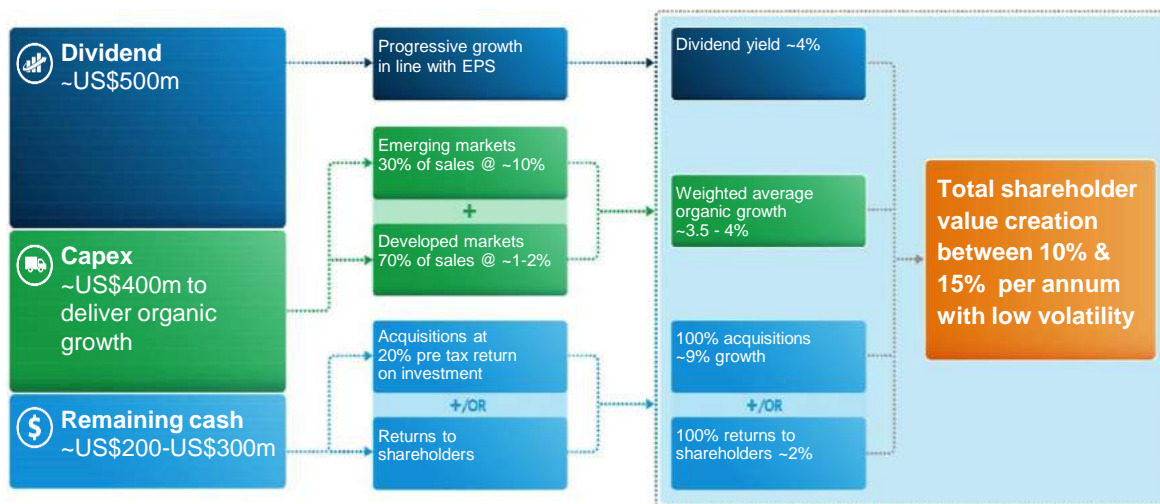 Dividend
~US$500m
Progressive growth
in line with EPS
Dividend yield ~4%
Capex
~US$400m to
deliver organic
growth
Emerging markets
30% of sales @ ~10%
+
Developed markets
70% of sales @ ~1-2%
Weighted average
organic growth
~3.5 - 4%
Remaining cash
~US$200-US$300m
Acquisitions at
20% pre tax return
on investment
+/OR
Returns to
shareholders
100% acquisitions
~9% growth
+/OR
100% returns to
shareholders ~2%
Total shareholder
value creation
between 10% &
15% per annum
with low volatility
$